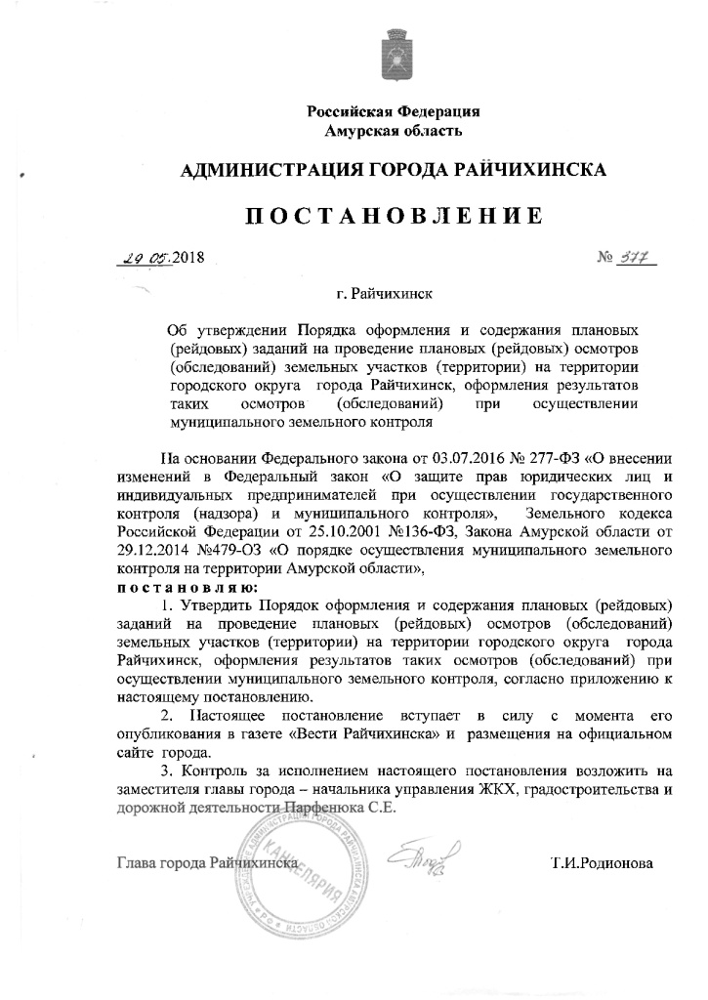 Российская Федерация
Амурская область
АДМИНИСТРАЦИЯ ГОРОДА РАЙЧИХИНСКА
П О С Т А Н О В Л Е Н И Е
29 05.2018 № 377
г. Райчихинск
Об утверждении Порядка оформления и содержания плановых
(рейдовых) заданий на проведение плановых (рейдовых) осмотров
(обследований) земельных участков (территории) на территории
городского округа города Райчихинск, оформления результатов
таких осмотров (обследований) при осуществлении
муниципального земельного контроля
На основании Федерального закона от 03.07.2016 № 277-ФЗ «О внесении
изменений в Федеральный закон «О защите прав юридических лиц и
индивидуальных предпринимателей при осуществлении государственного
контроля (надзора) и муниципального контроля», Земельного кодекса
Российской Федерации от 25.10.2001 №136-ФЗ, Закона Амурской области от
29.12.2014 №479-ОЗ «О порядке осуществления муниципального земельного
контроля на территории Амурской области»,
п о с т а н о в л я ю:
1. Утвердить Порядок оформления и содержания плановых (рейдовых)
заданий на проведение плановых (рейдовых) осмотров (обследований)
земельных участков (территории) на территории городского округа города
Райчихинск, оформления результатов таких осмотров (обследований) при
осуществлении муниципального земельного контроля, согласно приложению к
настоящему постановлению.
2. Настоящее постановление вступает в силу с момента его
опубликования в газете «Вести Райчихинска» и размещения на официальном
сайте города.
3. Контроль за исполнением настоящего постановления возложить на
заместителя главы города – начальника управления ЖКХ, градостроительства и
дорожной деятельности Парфенюка С.Е.
Глава города Райчихинска Т.И.Родионова
УЧРЕЖДЕНИЕ АДМИНИСТРАЦИЯ ГОРОДА РАЙЧИХИНСКА АМУРСКОЙ ОБЛАСТИ * РФ *
КАНЦЕЛЯРИЯ